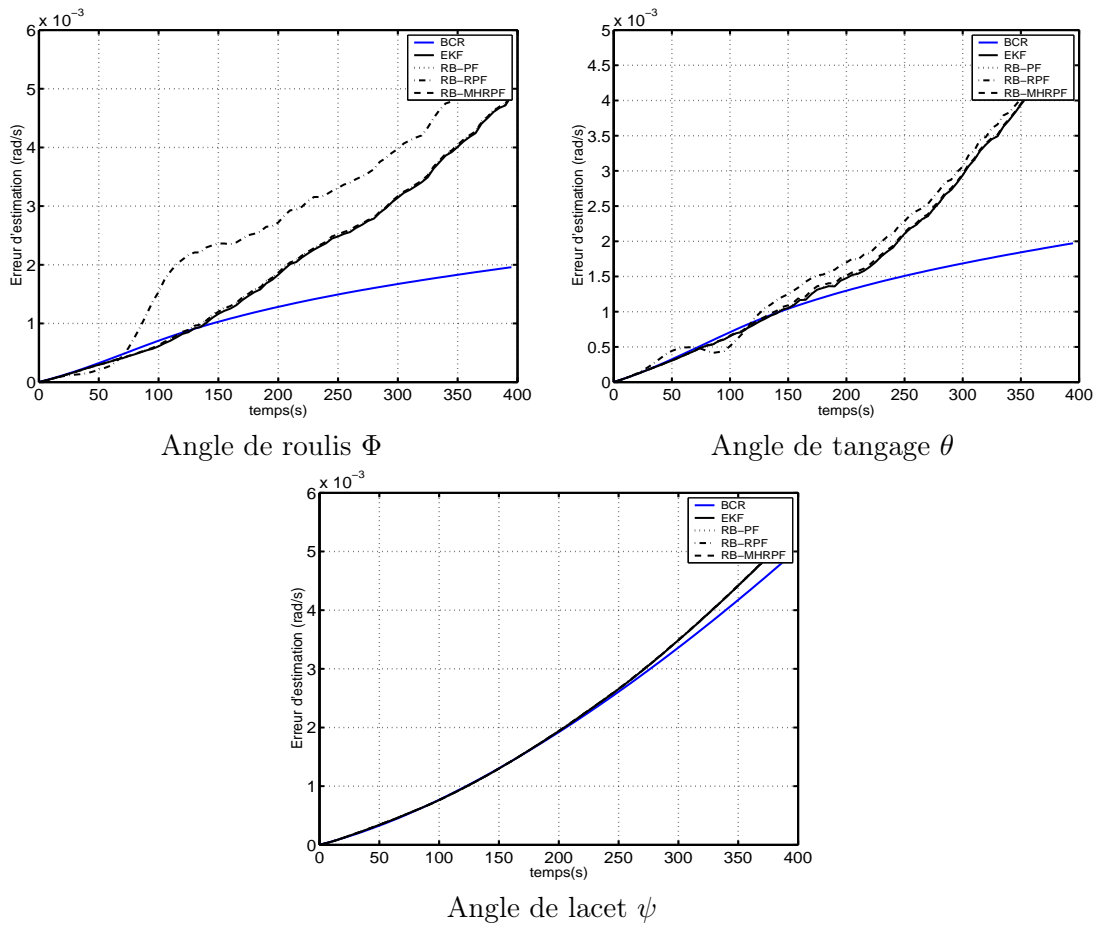 x 10⁻³
6
5
4
3
2
1
0
Erreur d'estimation (rad/s)
0 50 100 150 200 250 300 350 400
temps(s)
BCR
EKF
RB-PF
RB-RPF
RB-MHRPF
Angle de roulis Φ
x 10⁻³
5
4.5
4
3.5
3
2.5
2
1.5
1
0.5
0
Erreur d'estimation (rad/s)
0 50 100 150 200 250 300 350 400
temps(s)
BCR
EKF
RB-PF
RB-RPF
RB-MHRPF
Angle de tangage θ
x 10⁻³
6
5
4
3
2
1
0
Erreur d'estimation (rad/s)
0 50 100 150 200 250 300 350 400
temps(s)
BCR
EKF
RB-PF
RB-RPF
RB-MHRPF
Angle de lacet ψ